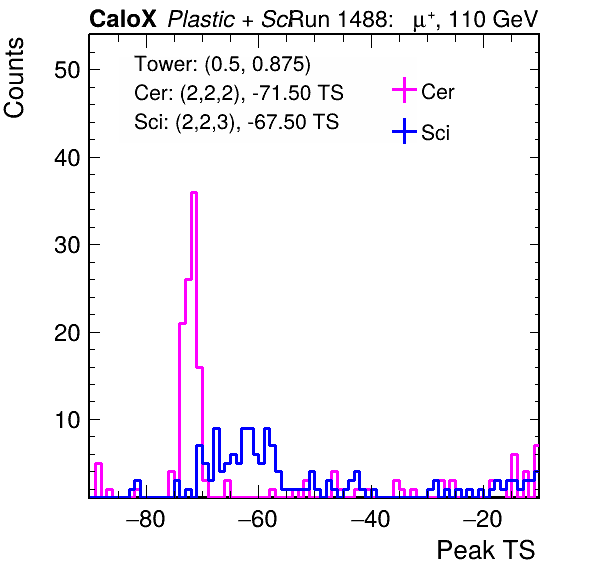 CaloX Plastic + Sci Run 1488: μ+, 110 GeV
Counts
Tower: (0.5, 0.875)
Cer: (2,2,2), -71.50 TS
Sci: (2,2,3), -67.50 TS
Cer
Sci
50
40
30
20
10
−80 −60 −40 −20
Peak TS